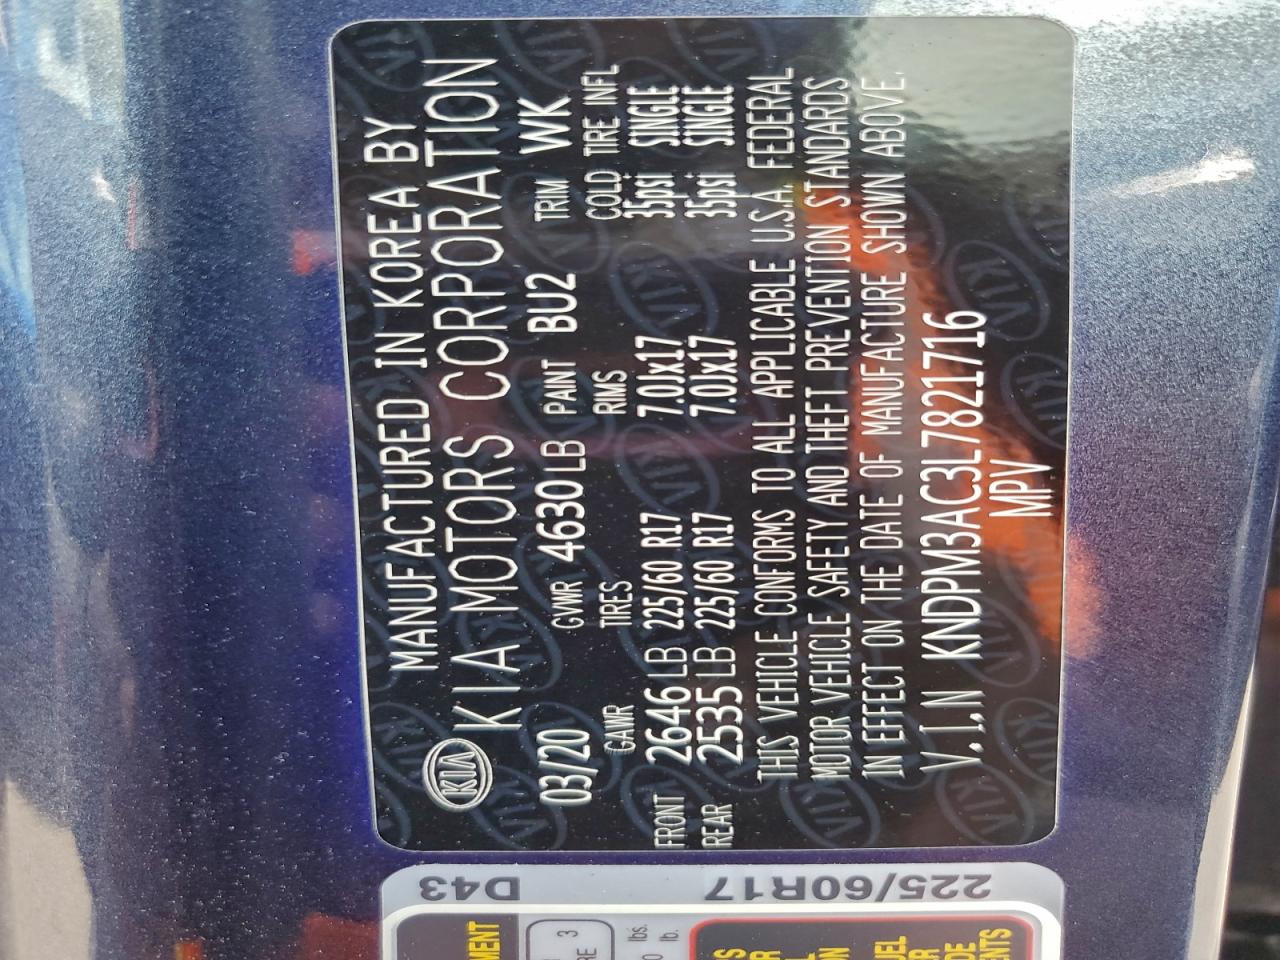 MANUFACTURED IN KOREA BY
KIA KIA MOTORS CORPORATION
03/20 GVWR 4630LB PAINT BU2 TRIM WK
GAWR TIRES RIMS COLD TIRE INFL
FRONT 2646LB 225/60 R17 7.0Jx17 35psi SINGLE
REAR 2535LB 225/60 R17 7.0Jx17 35psi SINGLE
THIS VEHICLE CONFORMS TO ALL APPLICABLE U.S.A. FEDERAL
MOTOR VEHICLE SAFETY AND THEFT PREVENTION STANDARDS
IN EFFECT ON THE DATE OF MANUFACTURE SHOWN ABOVE.
V.I.N KNDPM3AC3L7821716
MPV
225/60R17 D43